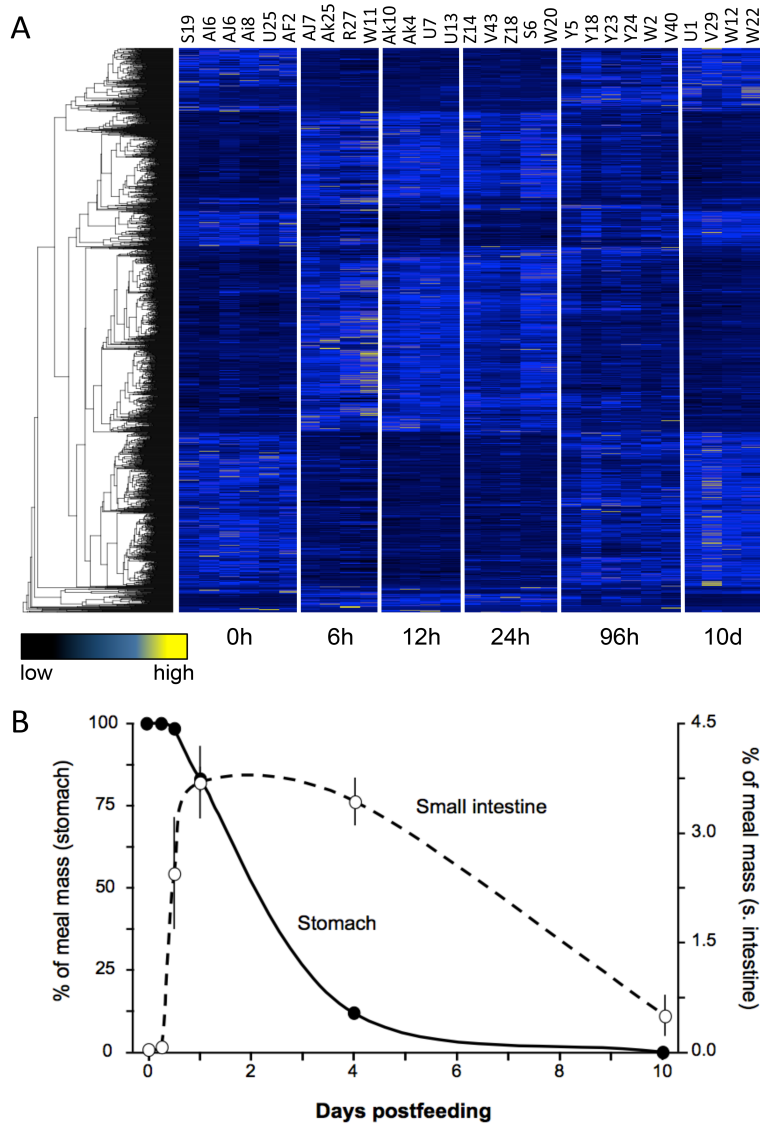 A
S19 AI6 AJ6 Ai8 U25 AF2 AJ7 Ak25 R27 W11 Ak10 Ak4 U7 U13 Z14 V43 Z18 S6 W20 Y5 Y18 Y23 Y24 W2 V40 U1 V29 W12 W22
0h 6h 12h 24h 96h 10d
low high
B
% of meal mass (stomach)
100
75
50
25
0
Small intestine
Stomach
4.5
3.0
1.5
0.0
% of meal mass (s. intestine)
0 2 4 6 8 10
Days postfeeding